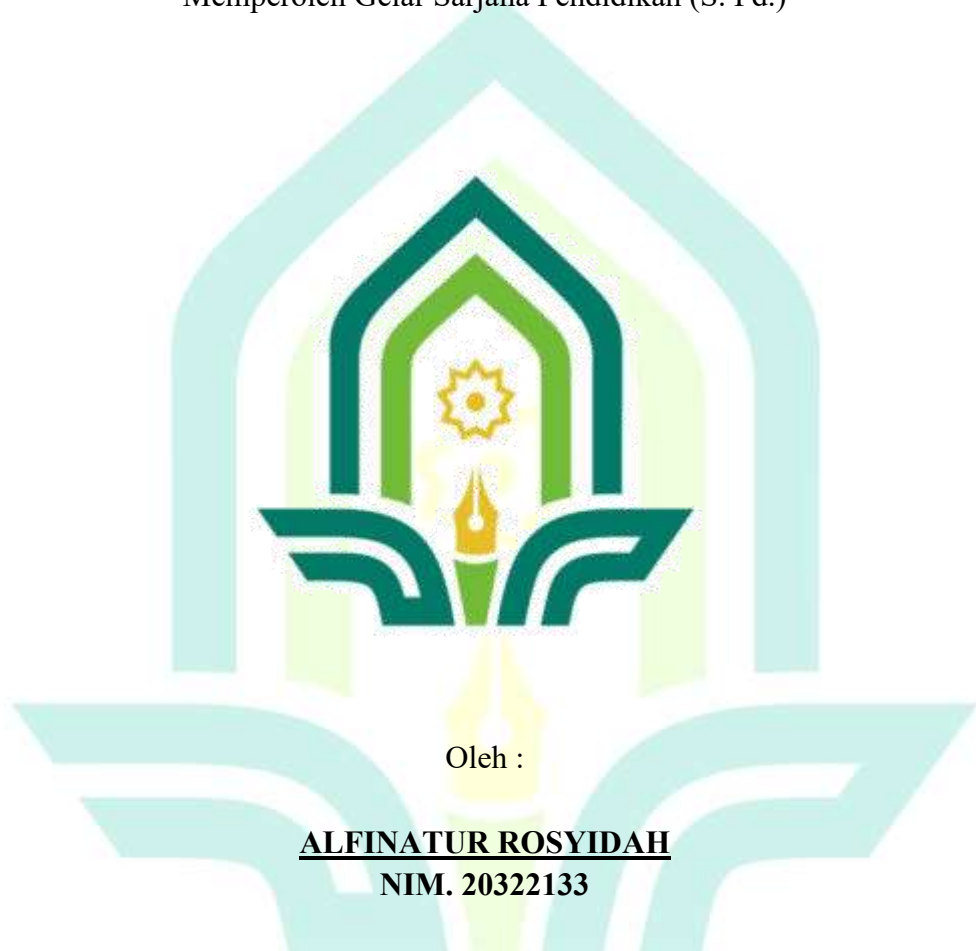 Memperoleh Gelar Sarjana Pendidikan (S. Pd.)
Oleh :
ALFINATUR ROSYIDAH
NIM. 20322133